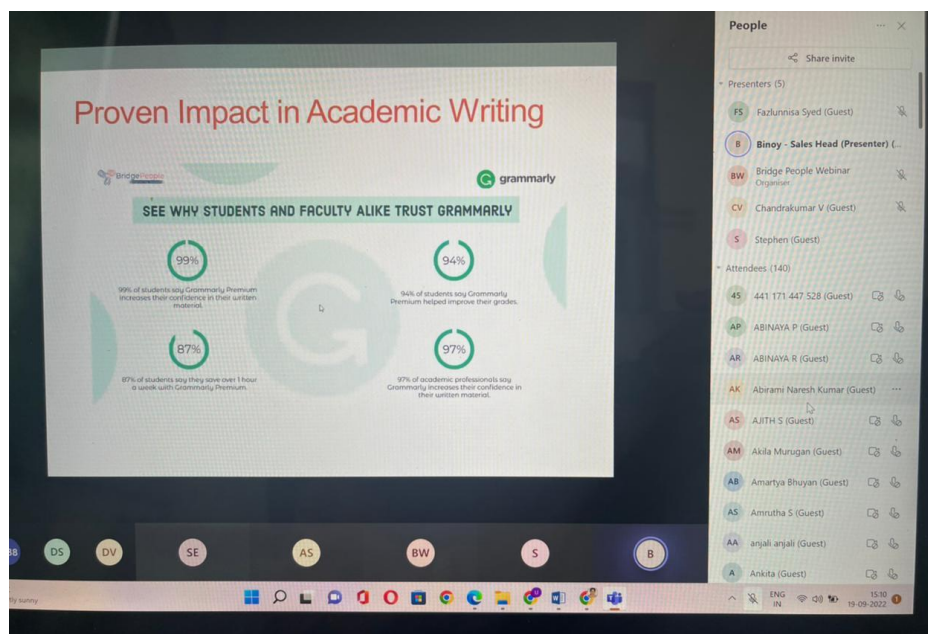 Proven Impact in Academic Writing
BridgePeople
grammarly
SEE WHY STUDENTS AND FACULTY ALIKE TRUST GRAMMARLY
99%
99% of students say Grammarly Premium
increases their confidence in their written
material.
94%
94% of students say Grammarly
Premium helped improve their grades.
87%
87% of students say they save over 1 hour
a week with Grammarly Premium.
97%
97% of academic professionals say
Grammarly increases their confidence in
their written material.
People
Share invite
Presenters (5)
FS Fazlunnisa Syed (Guest)
B Binoy - Sales Head (Presenter) (...
BW Bridge People Webinar
Organiser
CV Chandrakumar V (Guest)
S Stephen (Guest)
Attendees (140)
45 441 171 447 528 (Guest)
AP ABINAYA P (Guest)
AR ABINAYA R (Guest)
AK Abirami Naresh Kumar (Guest)
AS AJITH S (Guest)
AM Akila Murugan (Guest)
AB Amartya Bhuyan (Guest)
AS Amrutha S (Guest)
AA anjali anjali (Guest)
A Ankita (Guest)
DS DV SE AS BW S B
sunny
ENG
IN
15:10
19-09-2022